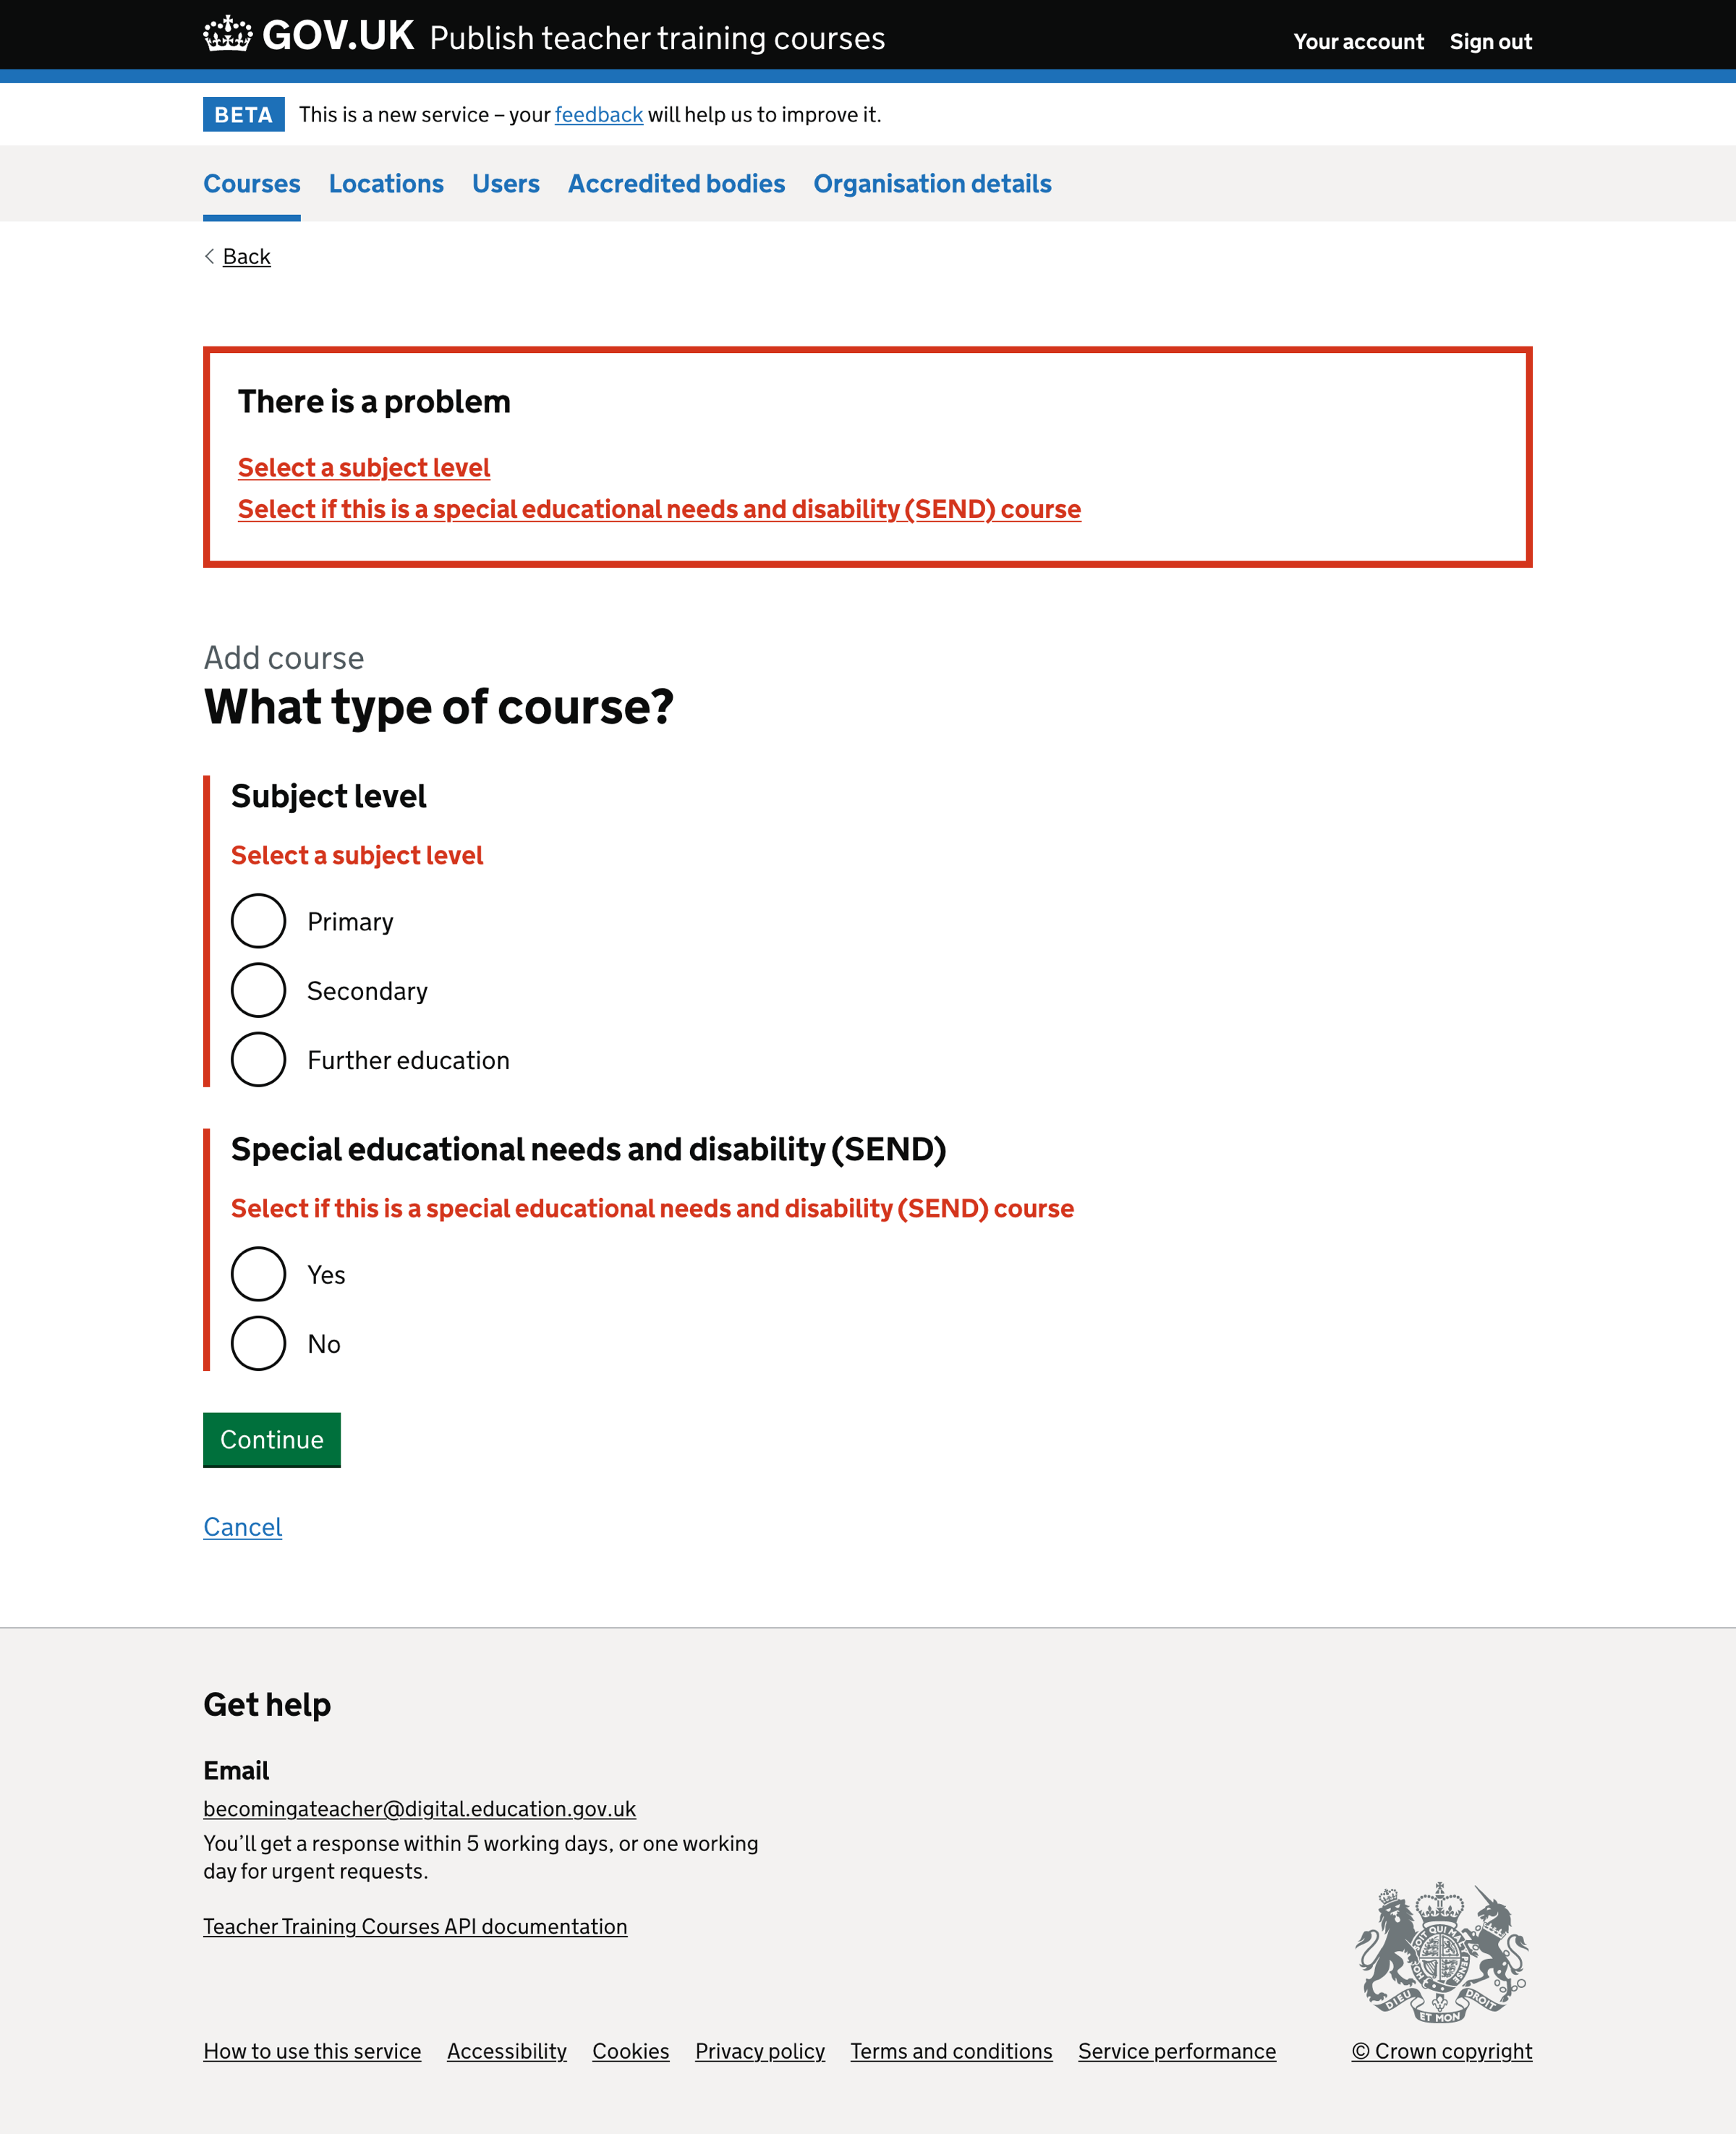 GOV.UK Publish teacher training courses Your account Sign out
BETA This is a new service – your feedback will help us to improve it.
Courses Locations Users Accredited bodies Organisation details
Back
There is a problem
Select a subject level
Select if this is a special educational needs and disability (SEND) course
Add course
What type of course?
Subject level
Select a subject level
Primary
Secondary
Further education
Special educational needs and disability (SEND)
Select if this is a special educational needs and disability (SEND) course
Yes
No
Continue
Cancel
Get help
Email
becomingateacher@digital.education.gov.uk
You’ll get a response within 5 working days, or one working
day for urgent requests.
Teacher Training Courses API documentation
DIEU ET MON DROIT
How to use this service Accessibility Cookies Privacy policy Terms and conditions Service performance © Crown copyright